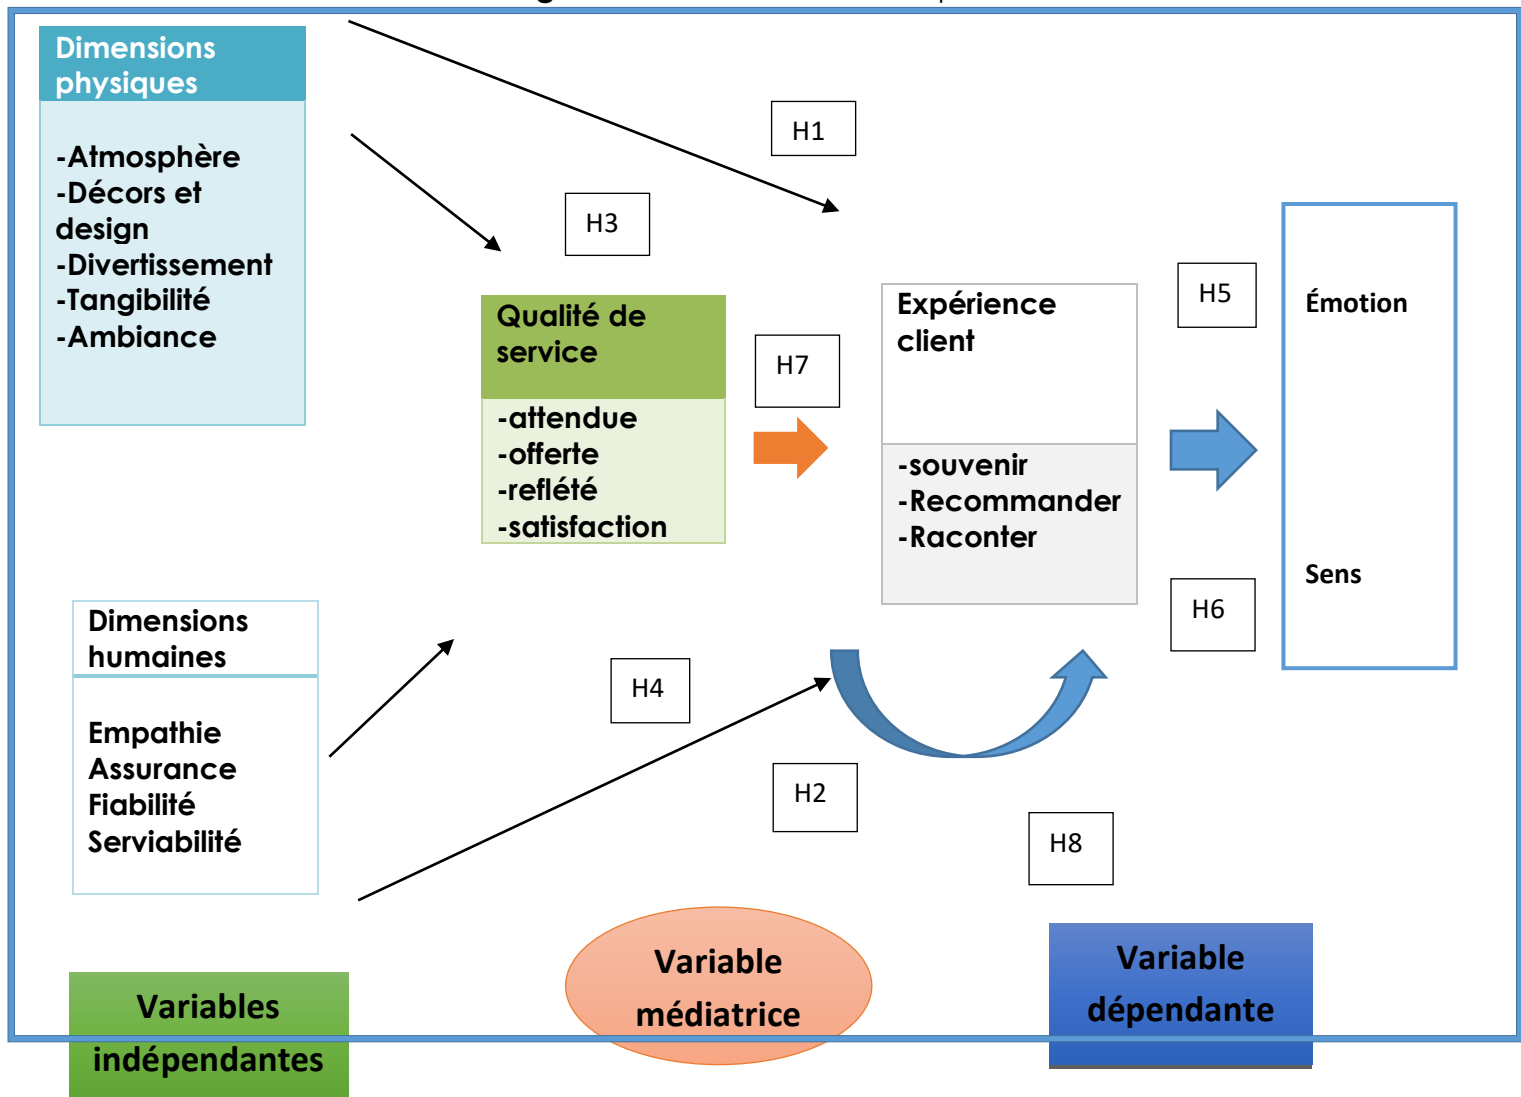 Dimensions
physiques
-Atmosphère
-Décors et
design
-Divertissement
-Tangibilité
-Ambiance
H1
H3
Qualité de
service
-attendue
-offerte
-reflété
-satisfaction
H7
Expérience
client
-souvenir
-Recommander
-Raconter
H5
Émotion
Sens
H6
Dimensions
humaines
Empathie
Assurance
Fiabilité
Serviabilité
H4
H2
H8
Variables
indépendantes
Variable
médiatrice
Variable
dépendante